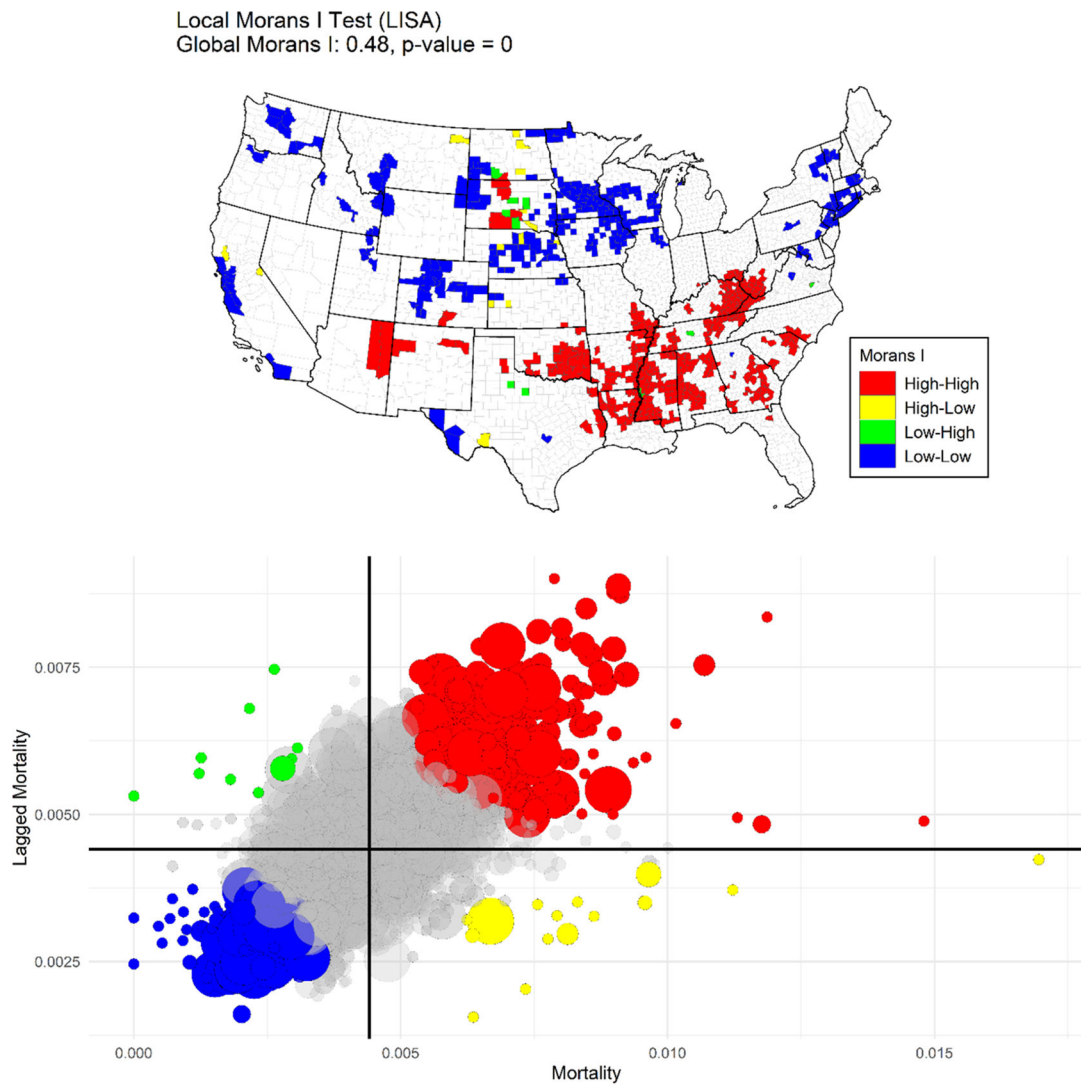 Local Morans I Test (LISA)
Global Morans I: 0.48, p-value = 0
Morans I
High-High
High-Low
Low-High
Low-Low
0.0075
0.0050
0.0025
Lagged Mortality
0.000
0.005
0.010
0.015
Mortality